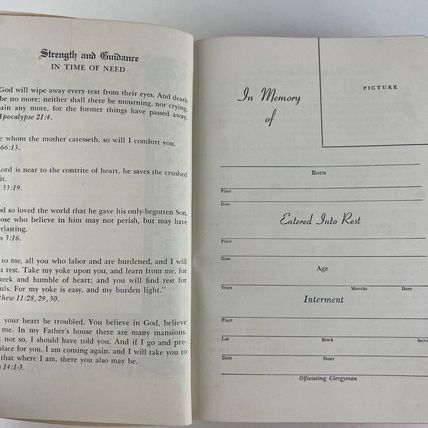 Strength and Guidance
IN TIME OF NEED
God will wipe away every tear from their eyes. And death
be no more; neither shall there be mourning, nor crying,
ain any more, for the former things have passed away.
Apocalypse 21:4.
whom the mother caresseth, so will I comfort you.
66:13.
Lord is near to the contrite of heart, he saves the crushed
it.
33:19.
d so loved the world that he gave his only-begotten Son,
ose who believe in him may not perish, but may have
erlasting.
3:16.
to me, all you who labor and are burdened, and I will
rest. Take my yoke upon you, and learn from me, for
eek and humble of heart; and you will find rest for
uls. For my yoke is easy, and my burden light."
thew 11:28, 29, 30.
your heart be troubled. You believe in God, believe
me. In my Father's house there are many mansions.
not so, I should have told you. And if I go and pre-
place for you, I am coming again, and I will take you to
that where I am, there you also may be.
14:1-3.
In Memory
of
PICTURE
Born
Place
Date
Entered Into Rest
Place
Date
Age
Years Months Days
Interment
Place
Lot Block Secti
Date Hour
Officiating Clergyman